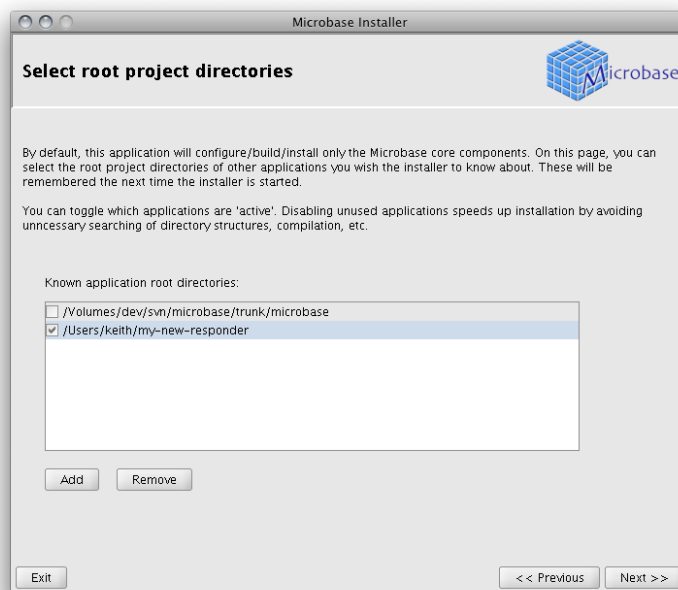 Microbase Installer
Select root project directories
Microbase
By default, this application will configure/build/install only the Microbase core components. On this page, you can
select the root project directories of other applications you wish the installer to know about. These will be
remembered the next time the installer is started.
You can toggle which applications are 'active'. Disabling unused applications speeds up installation by avoiding
unncessary searching of directory structures, compilation, etc.
Known application root directories:
/Volumes/dev/svn/microbase/trunk/microbase
/Users/keith/my-new-responder
Add Remove
Exit << Previous Next >>